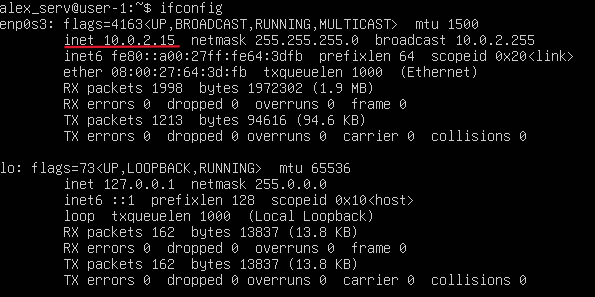 alex_serv@user-1:~$ ifconfig
enp0s3: flags=4163<UP,BROADCAST,RUNNING,MULTICAST>  mtu 1500
        inet 10.0.2.15  netmask 255.255.255.0  broadcast 10.0.2.255
        inet6 fe80::a00:27ff:fe64:3dfb  prefixlen 64  scopeid 0x20<link>
        ether 08:00:27:64:3d:fb  txqueuelen 1000  (Ethernet)
        RX packets 1998  bytes 1972302 (1.9 MB)
        RX errors 0  dropped 0  overruns 0  frame 0
        TX packets 1213  bytes 94616 (94.6 KB)
        TX errors 0  dropped 0 overruns 0  carrier 0  collisions 0

lo: flags=73<UP,LOOPBACK,RUNNING>  mtu 65536
        inet 127.0.0.1  netmask 255.0.0.0
        inet6 ::1  prefixlen 128  scopeid 0x10<host>
        loop  txqueuelen 1000  (Local Loopback)
        RX packets 162  bytes 13837 (13.8 KB)
        RX errors 0  dropped 0  overruns 0  frame 0
        TX packets 162  bytes 13837 (13.8 KB)
        TX errors 0  dropped 0 overruns 0  carrier 0  collisions 0